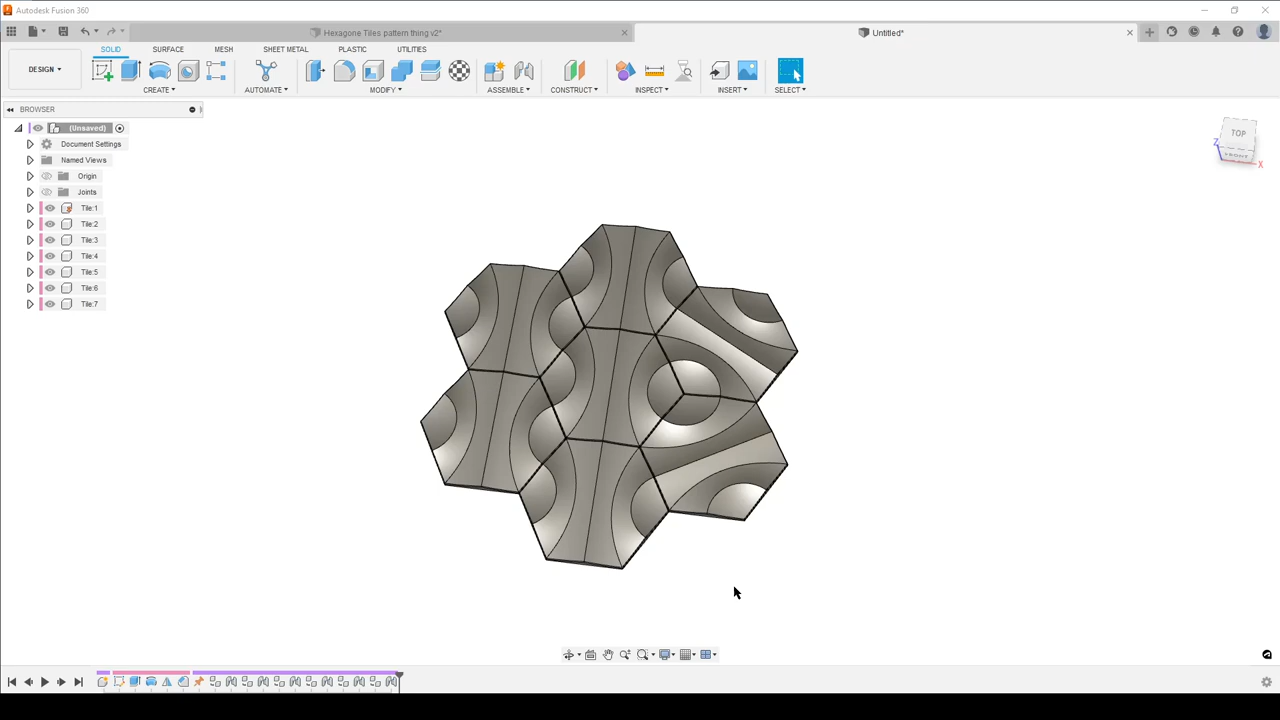 Autodesk Fusion 360
Hexagone Tiles pattern thing v2*
Untitled*
DESIGN
SOLID
SURFACE
MESH
SHEET METAL
PLASTIC
UTILITIES
CREATE
AUTOMATE
MODIFY
ASSEMBLE
CONSTRUCT
INSPECT
INSERT
SELECT
BROWSER
(Unsaved)
Document Settings
Named Views
Origin
Joints
Tile:1
Tile:2
Tile:3
Tile:4
Tile:5
Tile:6
Tile:7
TOP
FRONT
Z
X